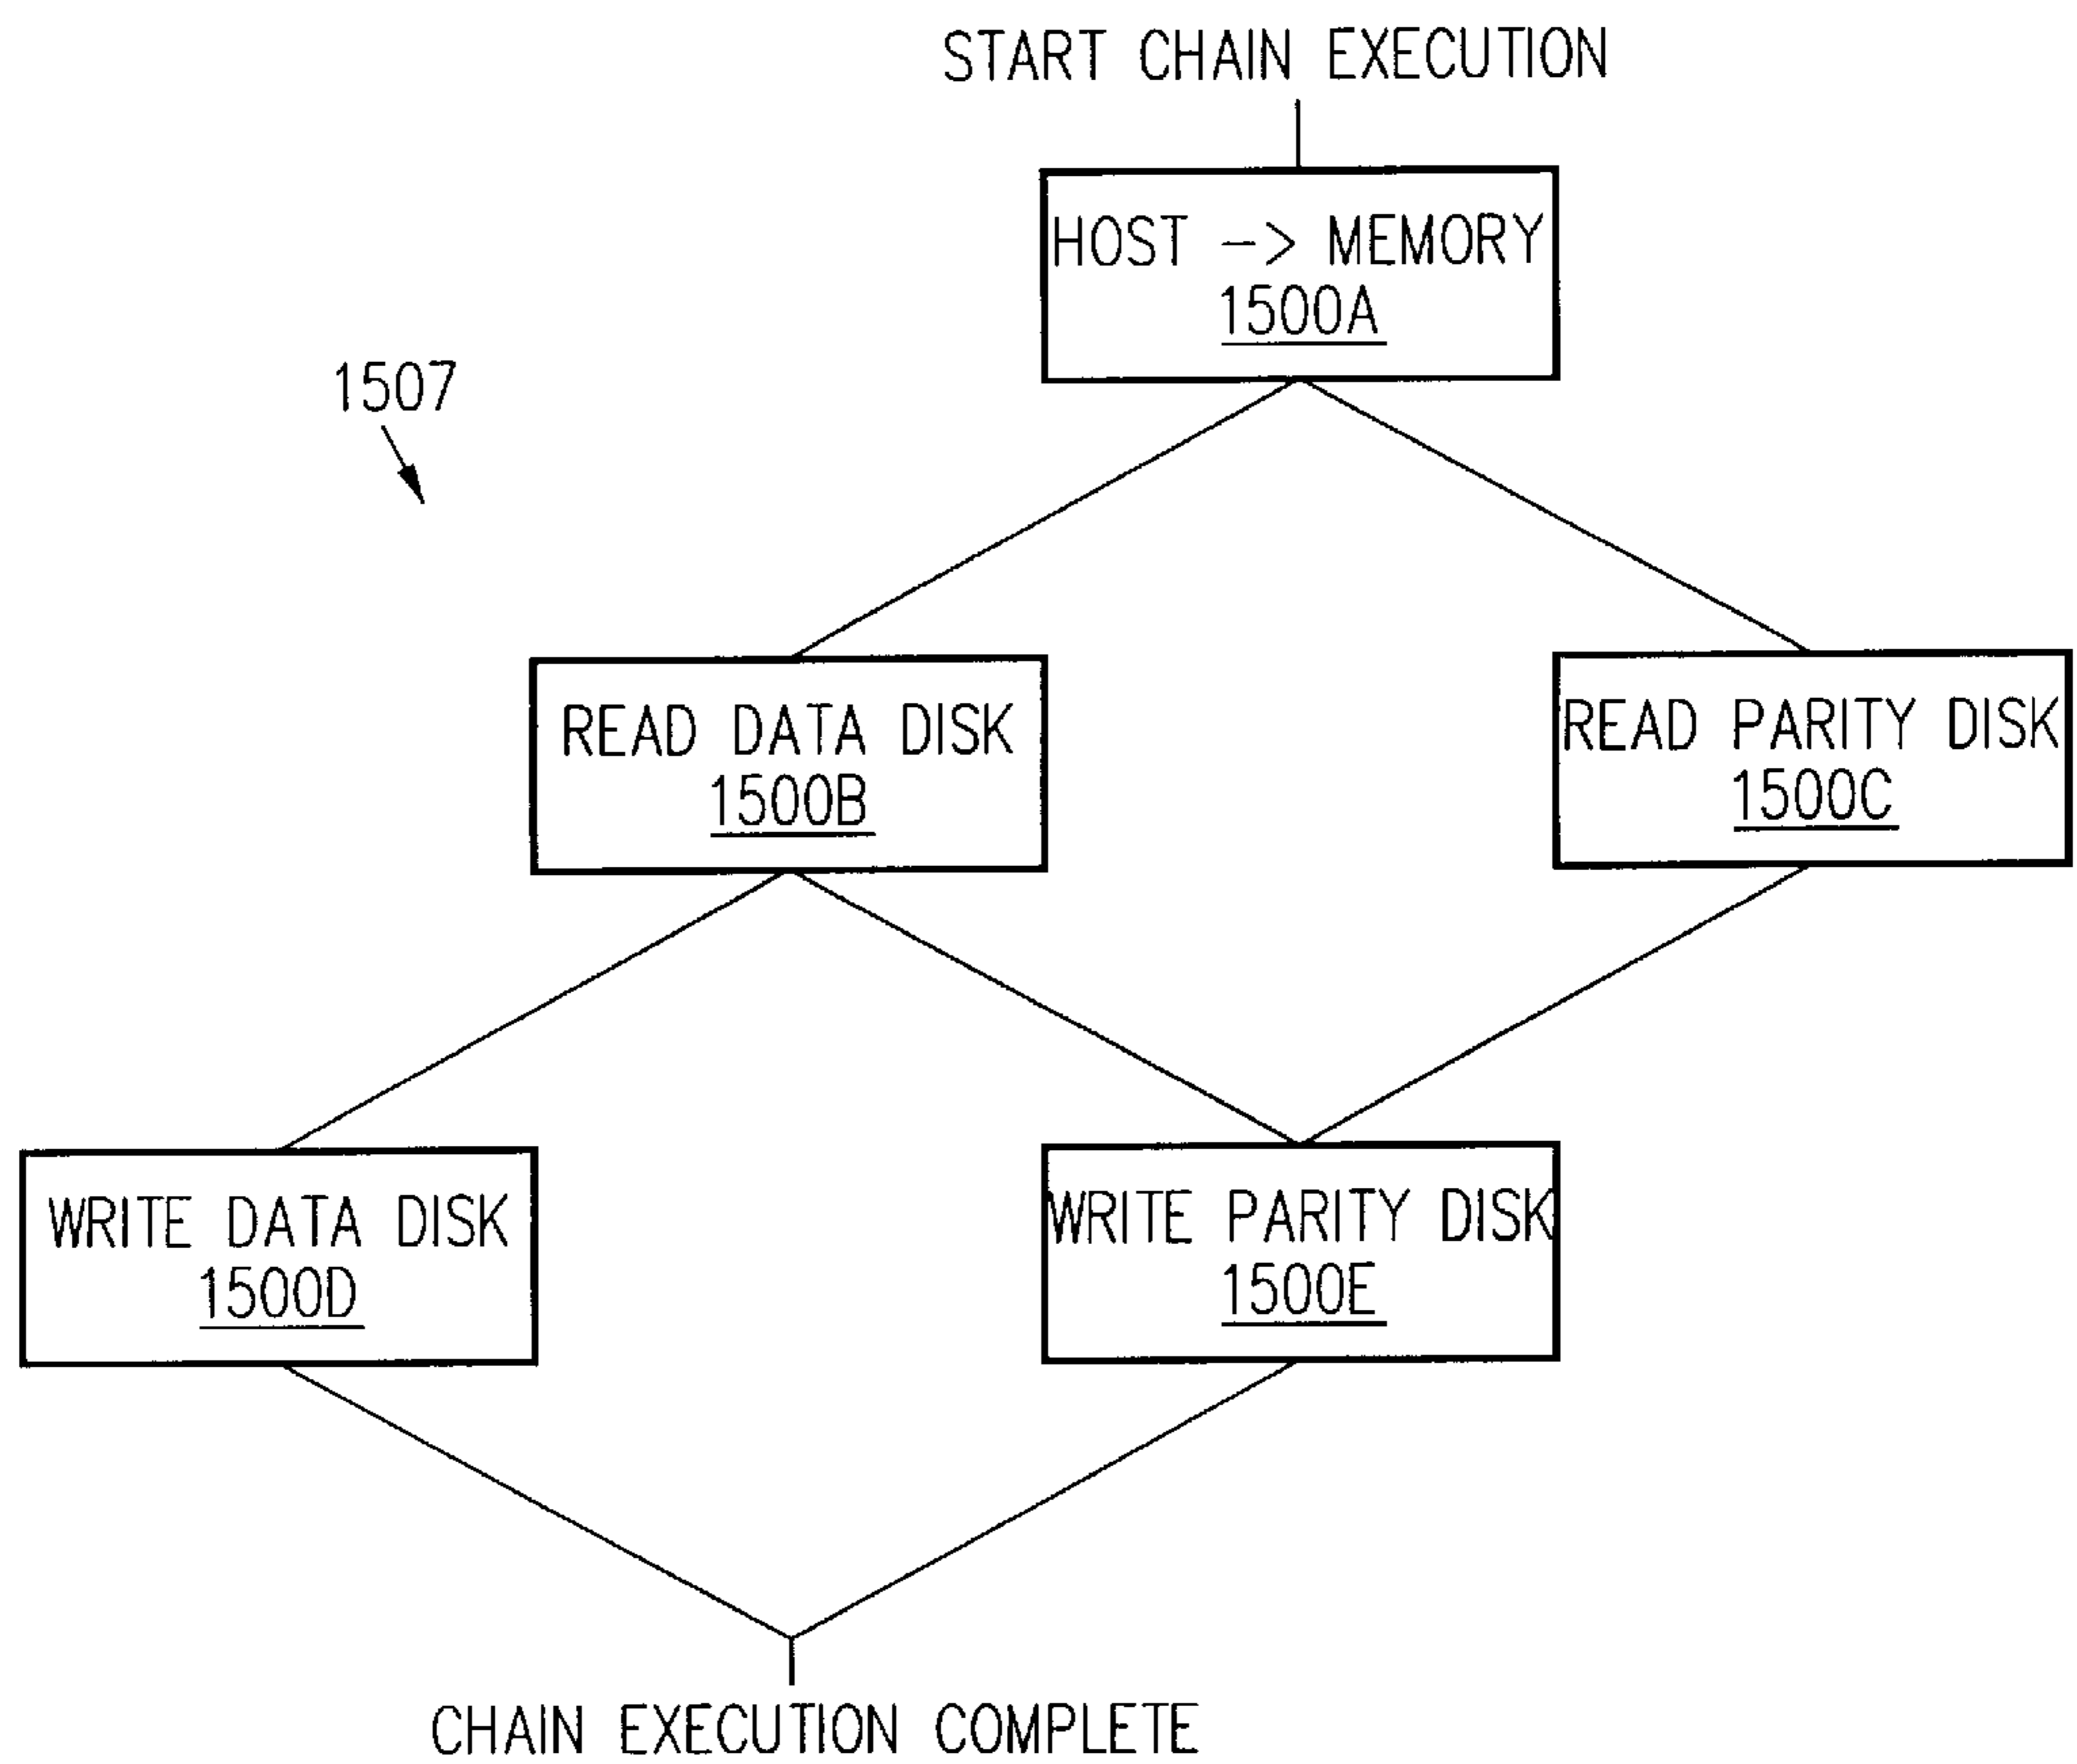 START CHAIN EXECUTION
HOST -> MEMORY
1500A
1507
READ DATA DISK
1500B
READ PARITY DISK
1500C
WRITE DATA DISK
1500D
WRITE PARITY DISK
1500E
CHAIN EXECUTION COMPLETE